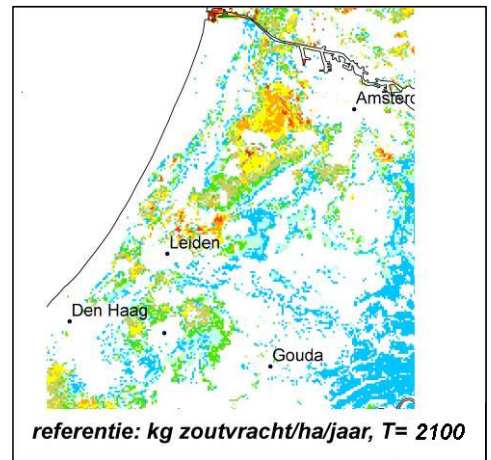 Amsterd
Leiden
Den Haag
Gouda
referentie: kg zoutvracht/ha/jaar, T= 2100